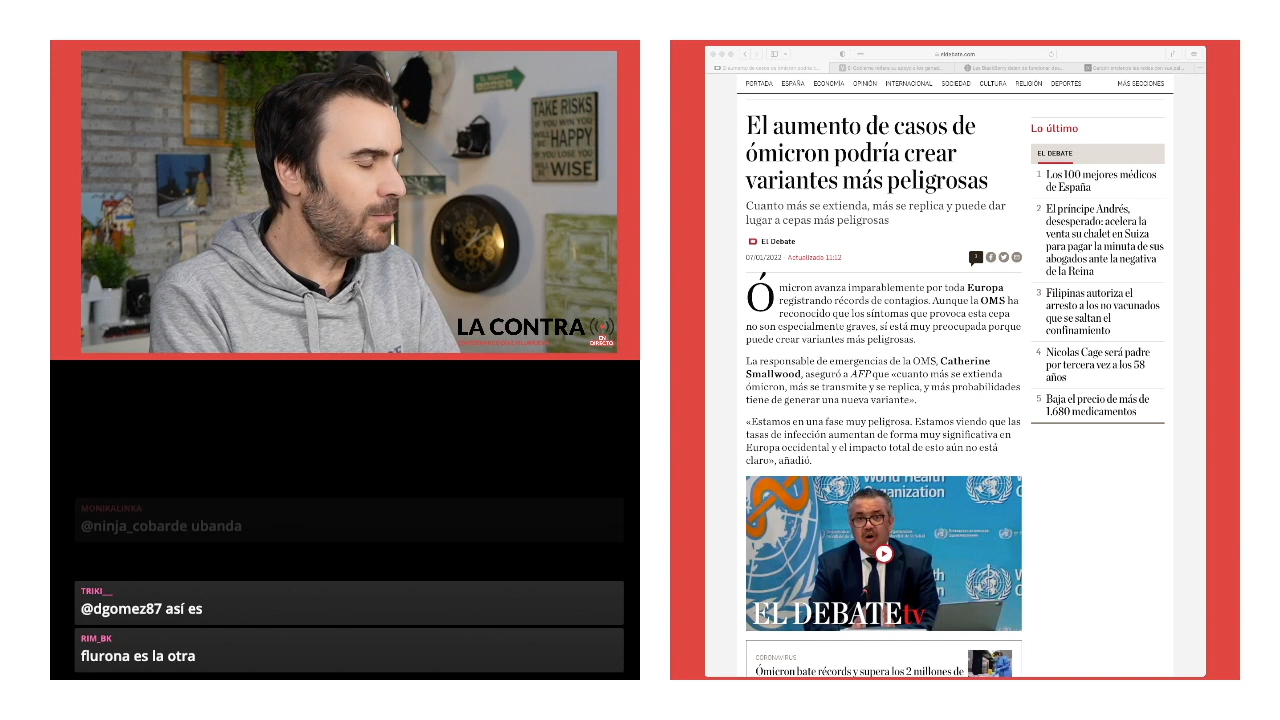 TAKE RISKS
IF YOU WIN YOU
WILL BE
HAPPY
IF YOU LOSE YOU
WILL BE
WISE
LA CONTRA
EN
DIRECTO
MONIKALINKA
@ninja_cobarde ubanda
TRIKI__
@dgomez87 así es
RIM_BK
flurona es la otra
eldebate.com
PORTADA ESPAÑA ECONOMÍA OPINIÓN INTERNACIONAL SOCIEDAD CULTURA RELIGIÓN DEPORTES MÁS SECCIONES
El aumento de casos de
ómicron podría crear
variantes más peligrosas
Cuanto más se extienda, más se replica y puede dar
lugar a cepas más peligrosas
El Debate
07/01/2022 · Actualizada 11:12
Ómicron avanza imparablemente por toda Europa
registrando récords de contagios. Aunque la OMS ha
reconocido que los síntomas que provoca esta cepa
no son especialmente graves, sí está muy preocupada porque
puede crear variantes más peligrosas.
La responsable de emergencias de la OMS, Catherine
Smallwood, aseguró a AFP que «cuanto más se extienda
ómicron, más se transmite y se replica, y más probabilidades
tiene de generar una nueva variante».
«Estamos en una fase muy peligrosa. Estamos viendo que las
tasas de infección aumentan de forma muy significativa en
Europa occidental y el impacto total de esto aún no está
claro», añadió.
World Health
Organization
EL DEBATEtv
CORONAVIRUS
Ómicron bate récords y supera los 2 millones de
Lo último
EL DEBATE
1 Los 100 mejores médicos
de España
2 El príncipe Andrés,
desesperado: acelera la
venta su chalet en Suiza
para pagar la minuta de sus
abogados ante la negativa
de la Reina
3 Filipinas autoriza el
arresto a los no vacunados
que se saltan el
confinamiento
4 Nicolas Cage será padre
por tercera vez a los 58
años
5 Baja el precio de más de
1.680 medicamentos